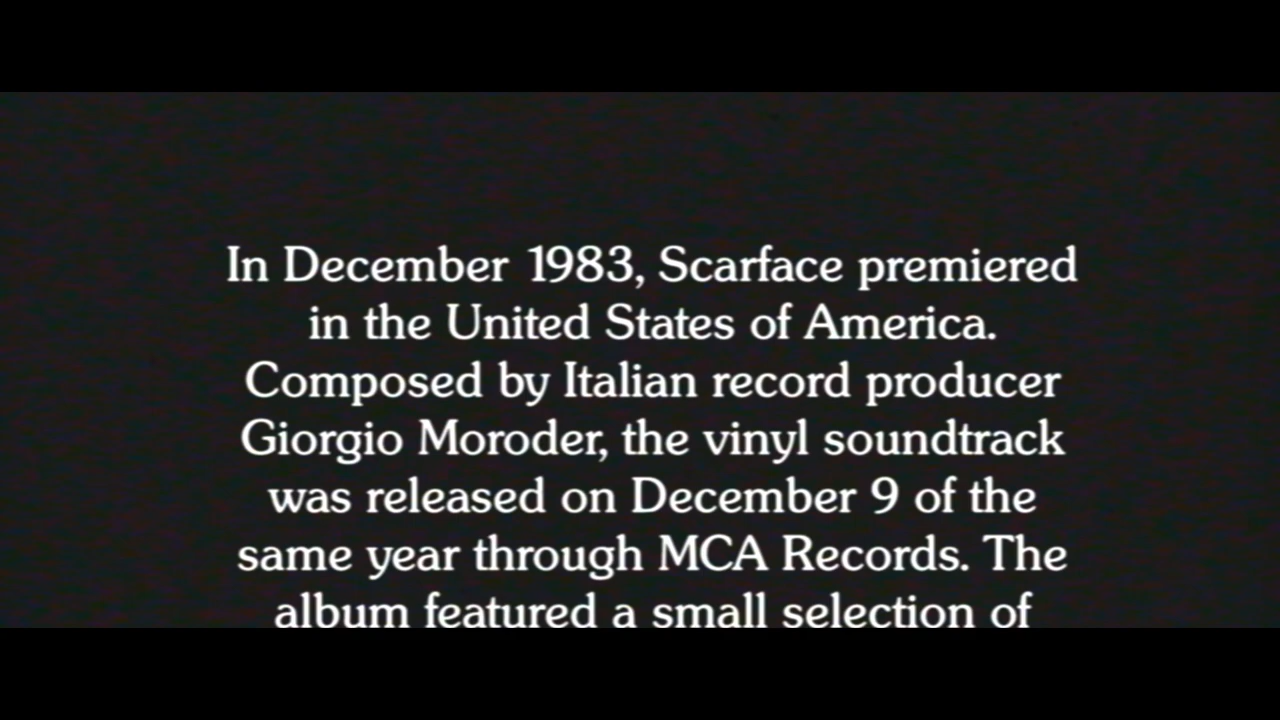 In December 1983, Scarface premiered
in the United States of America.
Composed by Italian record producer
Giorgio Moroder, the vinyl soundtrack
was released on December 9 of the
same year through MCA Records. The
album featured a small selection of